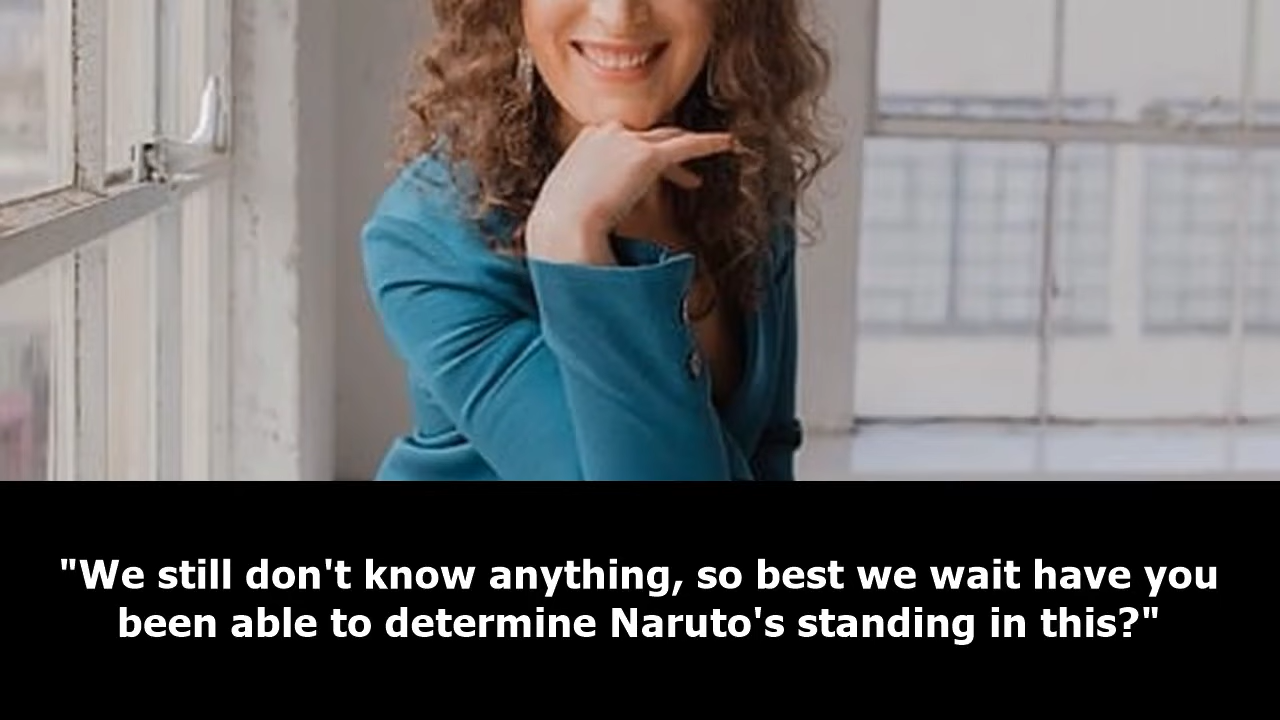 "We still don't know anything, so best we wait have you
been able to determine Naruto's standing in this?"